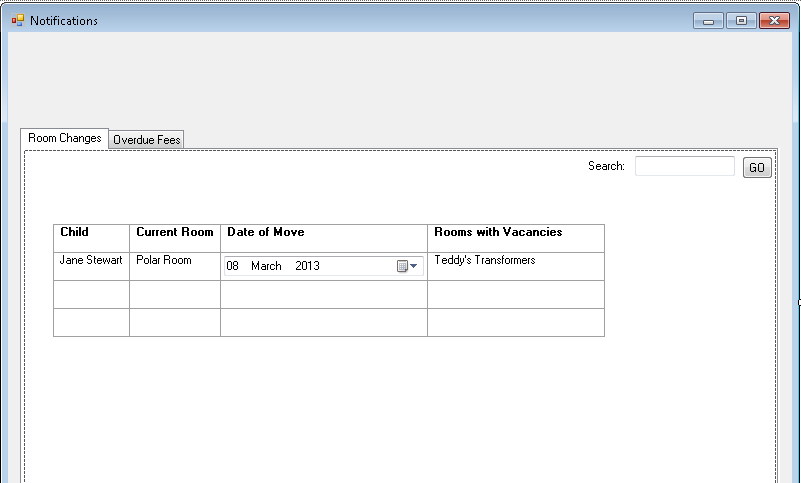 Notifications
Room Changes Overdue Fees
Search: GO
Child Current Room Date of Move Rooms with Vacancies
Jane Stewart Polar Room 08 March 2013 Teddy's Transformers